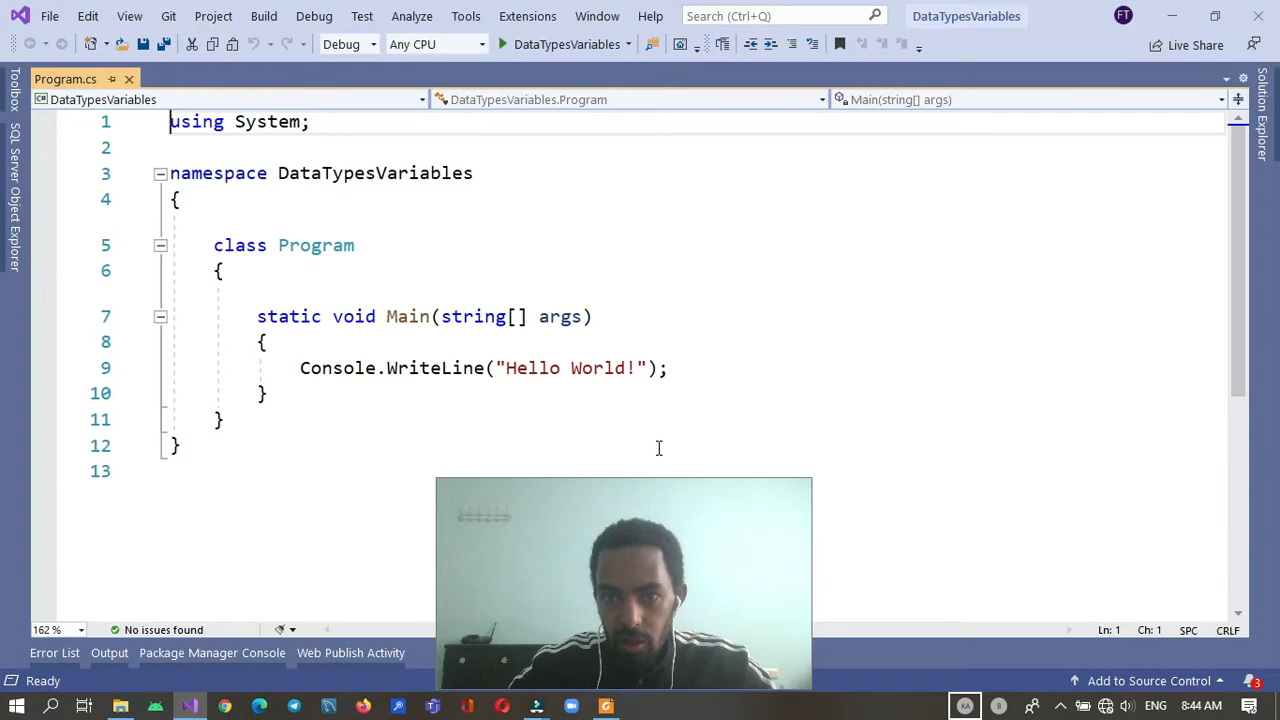 File Edit View Git Project Build Debug Test Analyze Tools Extensions Window Help Search (Ctrl+Q) DataTypesVariables FT
Debug Any CPU DataTypesVariables Live Share
Program.cs
DataTypesVariables DataTypesVariables.Program Main(string[] args)
Toolbox
SQL Server Object Explorer
Solution Explorer
1 using System;
2
3 namespace DataTypesVariables
4 {
5 class Program
6 {
7 static void Main(string[] args)
8 {
9 Console.WriteLine("Hello World!");
10 }
11 }
12 }
13
162 % No issues found Ln: 1 Ch: 1 SPC CRLF
Error List Output Package Manager Console Web Publish Activity
Ready Add to Source Control 3
KA B ENG 8:44 AM